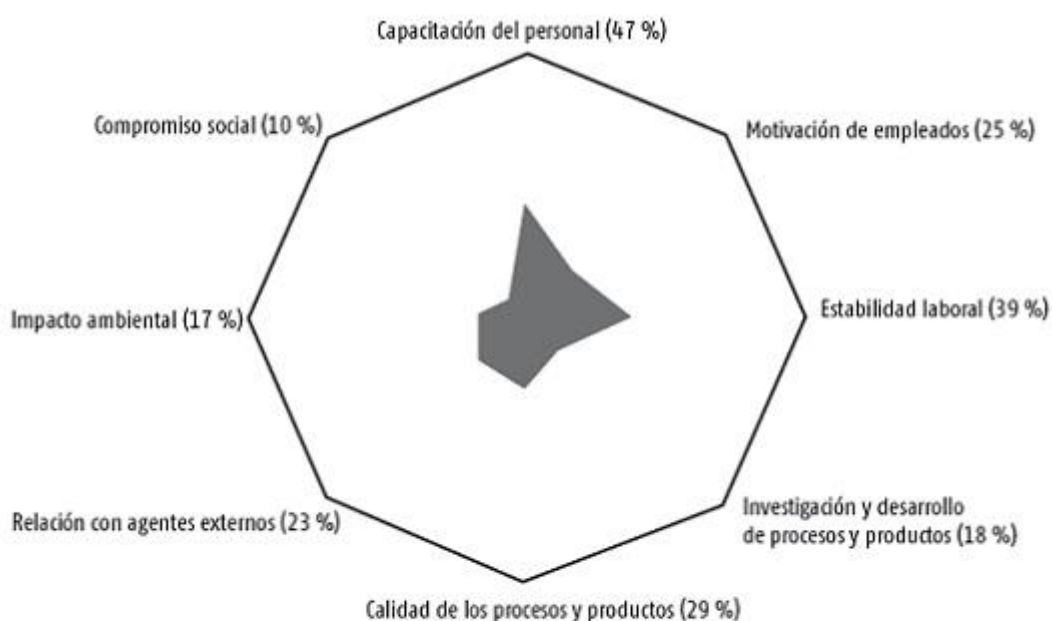 Capacitación del personal (47 %)
Compromiso social (10 %)
Motivación de empleados (25 %)
Impacto ambiental (17 %)
Estabilidad laboral (39 %)
Relación con agentes externos (23 %)
Investigación y desarrollo
de procesos y productos (18 %)
Calidad de los procesos y productos (29 %)